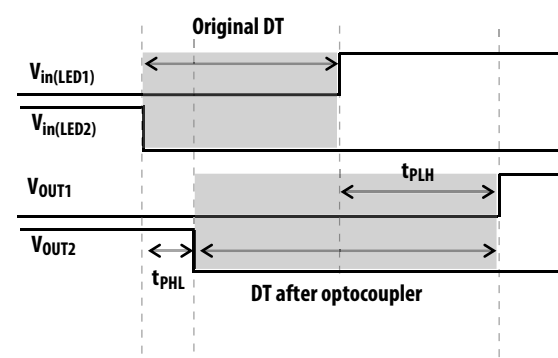 Original DT
Vin(LED1)
Vin(LED2)
VOUT1
tPLH
VOUT2
tPHL
DT after optocoupler